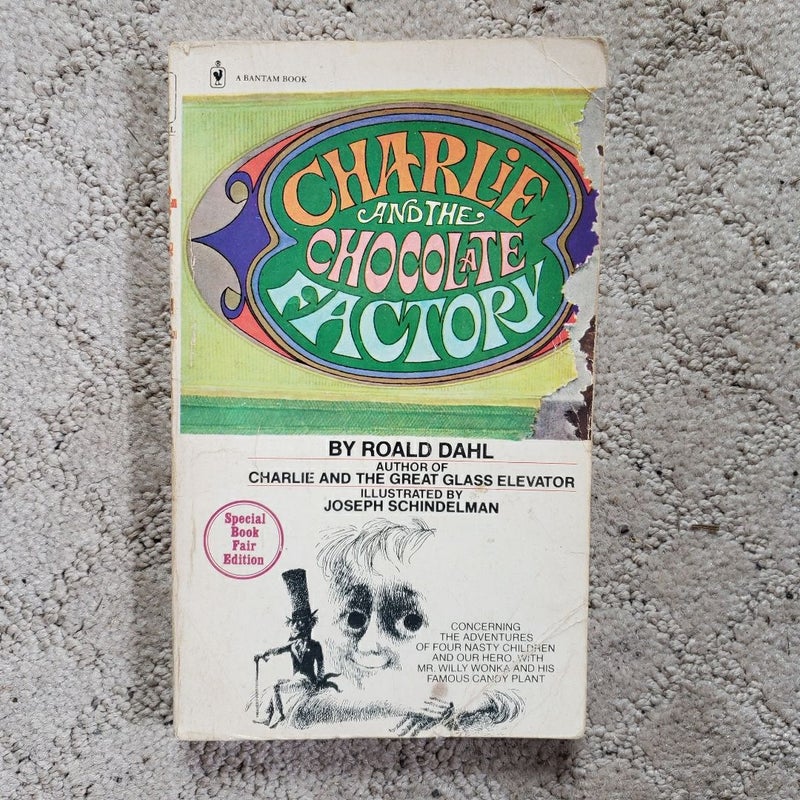 A BANTAM BOOK
CHARLiE
AND THE
CHOCOLATE
FACTORY
BY ROALD DAHL
AUTHOR OF
CHARLIE AND THE GREAT GLASS ELEVATOR
ILLUSTRATED BY
JOSEPH SCHINDELMAN
Special
Book
Fair
Edition
CONCERNING
THE ADVENTURES
OF FOUR NASTY CHILDREN
AND OUR HERO, WITH
MR. WILLY WONKA AND HIS
FAMOUS CANDY PLANT